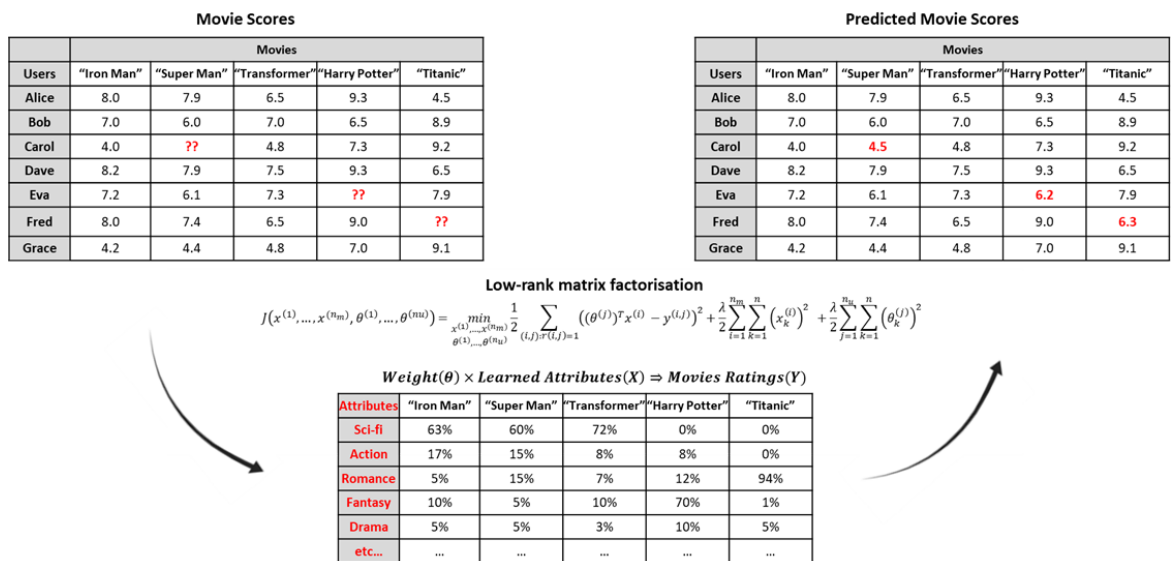 Movie Scores
Movies
Users "Iron Man" "Super Man" "Transformer" "Harry Potter" "Titanic"
Alice 8.0 7.9 6.5 9.3 4.5
Bob 7.0 6.0 7.0 6.5 8.9
Carol 4.0 ?? 4.8 7.3 9.2
Dave 8.2 7.9 7.5 9.3 6.5
Eva 7.2 6.1 7.3 ?? 7.9
Fred 8.0 7.4 6.5 9.0 ??
Grace 4.2 4.4 4.8 7.0 9.1
Predicted Movie Scores
Movies
Users "Iron Man" "Super Man" "Transformer" "Harry Potter" "Titanic"
Alice 8.0 7.9 6.5 9.3 4.5
Bob 7.0 6.0 7.0 6.5 8.9
Carol 4.0 4.5 4.8 7.3 9.2
Dave 8.2 7.9 7.5 9.3 6.5
Eva 7.2 6.1 7.3 6.2 7.9
Fred 8.0 7.4 6.5 9.0 6.3
Grace 4.2 4.4 4.8 7.0 9.1
Low-rank matrix factorisation
J(x^(1), …, x^(n_m), θ^(1), …, θ^(nu)) = min_{x^(1),…,x^(n_m) θ^(1),…,θ^(n_u)} 1/2 ∑_{(i,j):r(i,j)=1} ((θ^(j))^T x^(i) − y^(i,j))^2 + λ/2 ∑_{i=1}^{n_m} ∑_{k=1}^{n} (x_k^(i))^2 + λ/2 ∑_{j=1}^{n_u} ∑_{k=1}^{n} (θ_k^(j))^2
Weight(θ) × Learned Attributes(X) ⇒ Movies Ratings(Y)
Attributes "Iron Man" "Super Man" "Transformer" "Harry Potter" "Titanic"
Sci-fi 63% 60% 72% 0% 0%
Action 17% 15% 8% 8% 0%
Romance 5% 15% 7% 12% 94%
Fantasy 10% 5% 10% 70% 1%
Drama 5% 5% 3% 10% 5%
etc... ... ... ... ... ...